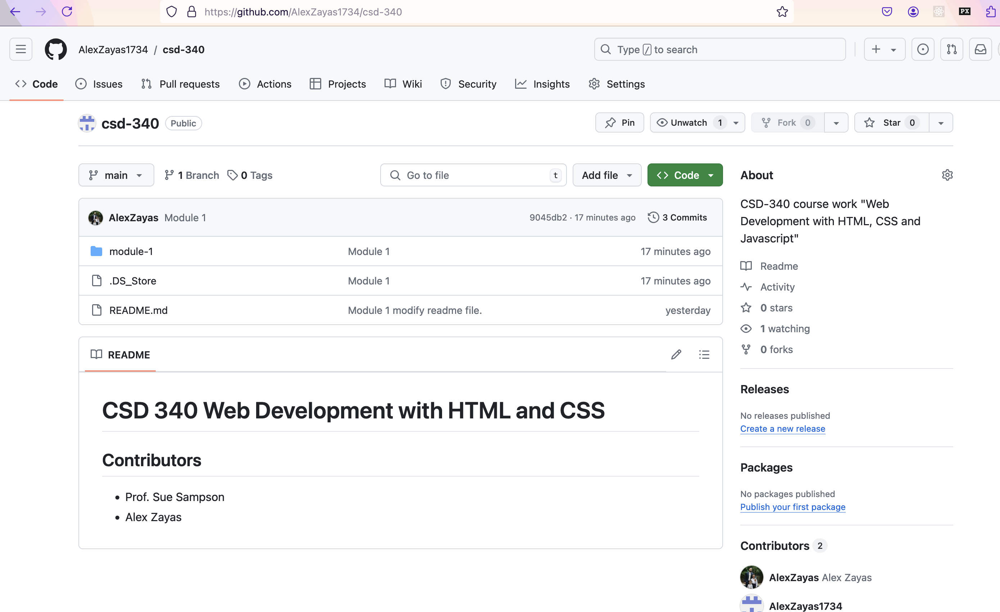 https://github.com/AlexZayas1734/csd-340
PX
AlexZayas1734 / csd-340
Type / to search
Code Issues Pull requests Actions Projects Wiki Security Insights Settings
csd-340 Public
Pin Unwatch 1 Fork 0 Star 0
main 1 Branch 0 Tags
Go to file t Add file Code
AlexZayas Module 1 9045db2 · 17 minutes ago 3 Commits
module-1 Module 1 17 minutes ago
.DS_Store Module 1 17 minutes ago
README.md Module 1 modify readme file. yesterday
README
CSD 340 Web Development with HTML and CSS
Contributors
• Prof. Sue Sampson
• Alex Zayas
About
CSD-340 course work "Web
Development with HTML, CSS and
Javascript"
Readme
Activity
0 stars
1 watching
0 forks
Releases
No releases published
Create a new release
Packages
No packages published
Publish your first package
Contributors 2
AlexZayas Alex Zayas
AlexZayas1734